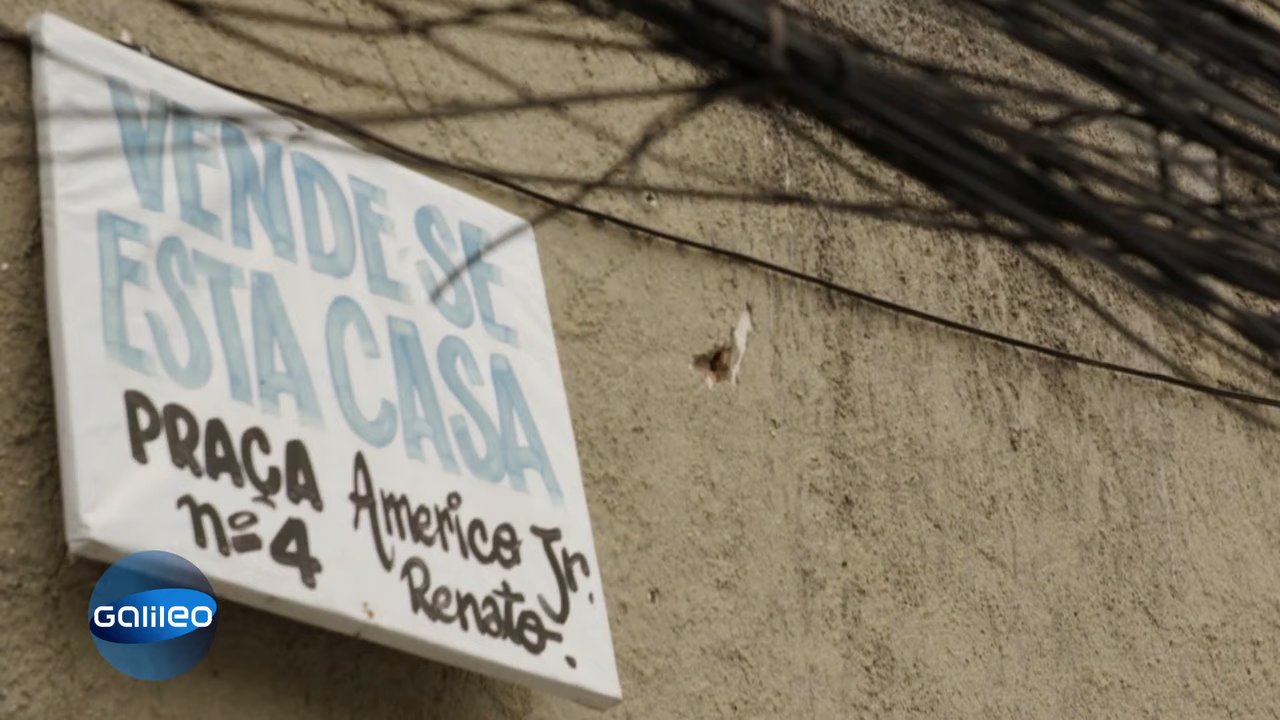 VENDE SE
ESTA CASA
PRAÇA
nº 4
Americo Jr.
Renato.
GALILEO